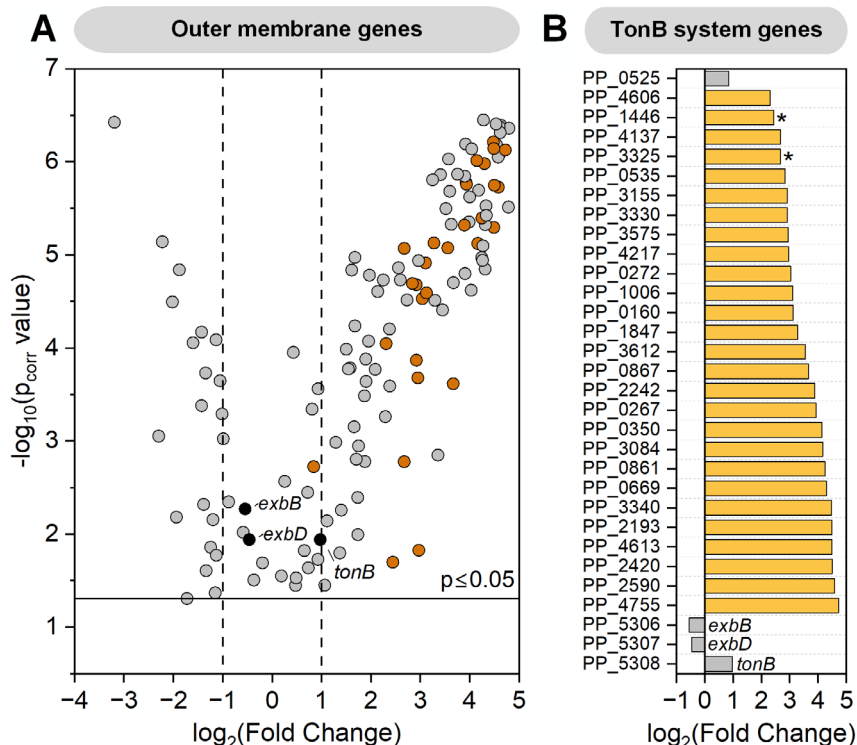 A
Outer membrane genes
-log10(pcorr value)
7
6
5
4
3
2
1
exbB
exbD
tonB
p≤0.05
−4
−3
−2
−1
0
1
2
3
4
5
log2(Fold Change)
B
TonB system genes
PP_0525
PP_4606
PP_1446
*
PP_4137
PP_3325
*
PP_0535
PP_3155
PP_3330
PP_3575
PP_4217
PP_0272
PP_1006
PP_0160
PP_1847
PP_3612
PP_0867
PP_2242
PP_0267
PP_0350
PP_3084
PP_0861
PP_0669
PP_3340
PP_2193
PP_4613
PP_2420
PP_2590
PP_4755
PP_5306 exbB
PP_5307 exbD
PP_5308 tonB
−1 0 1 2 3 4 5
log2(Fold Change)